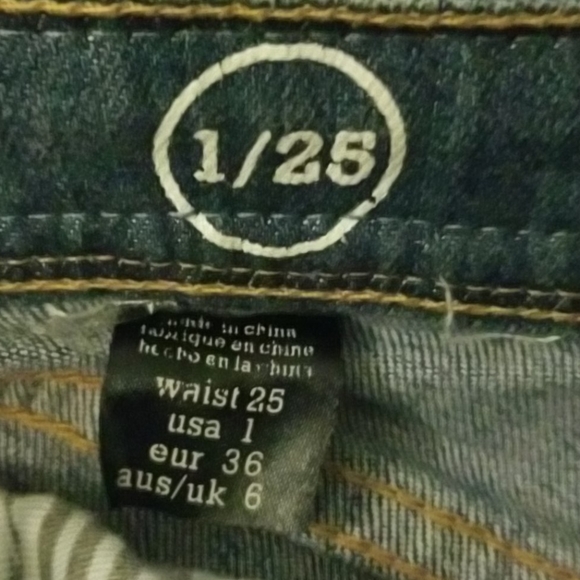 1/25
made in china
fabrique en chine
hecho en la china
waist 25
usa 1
eur 36
aus/uk 6